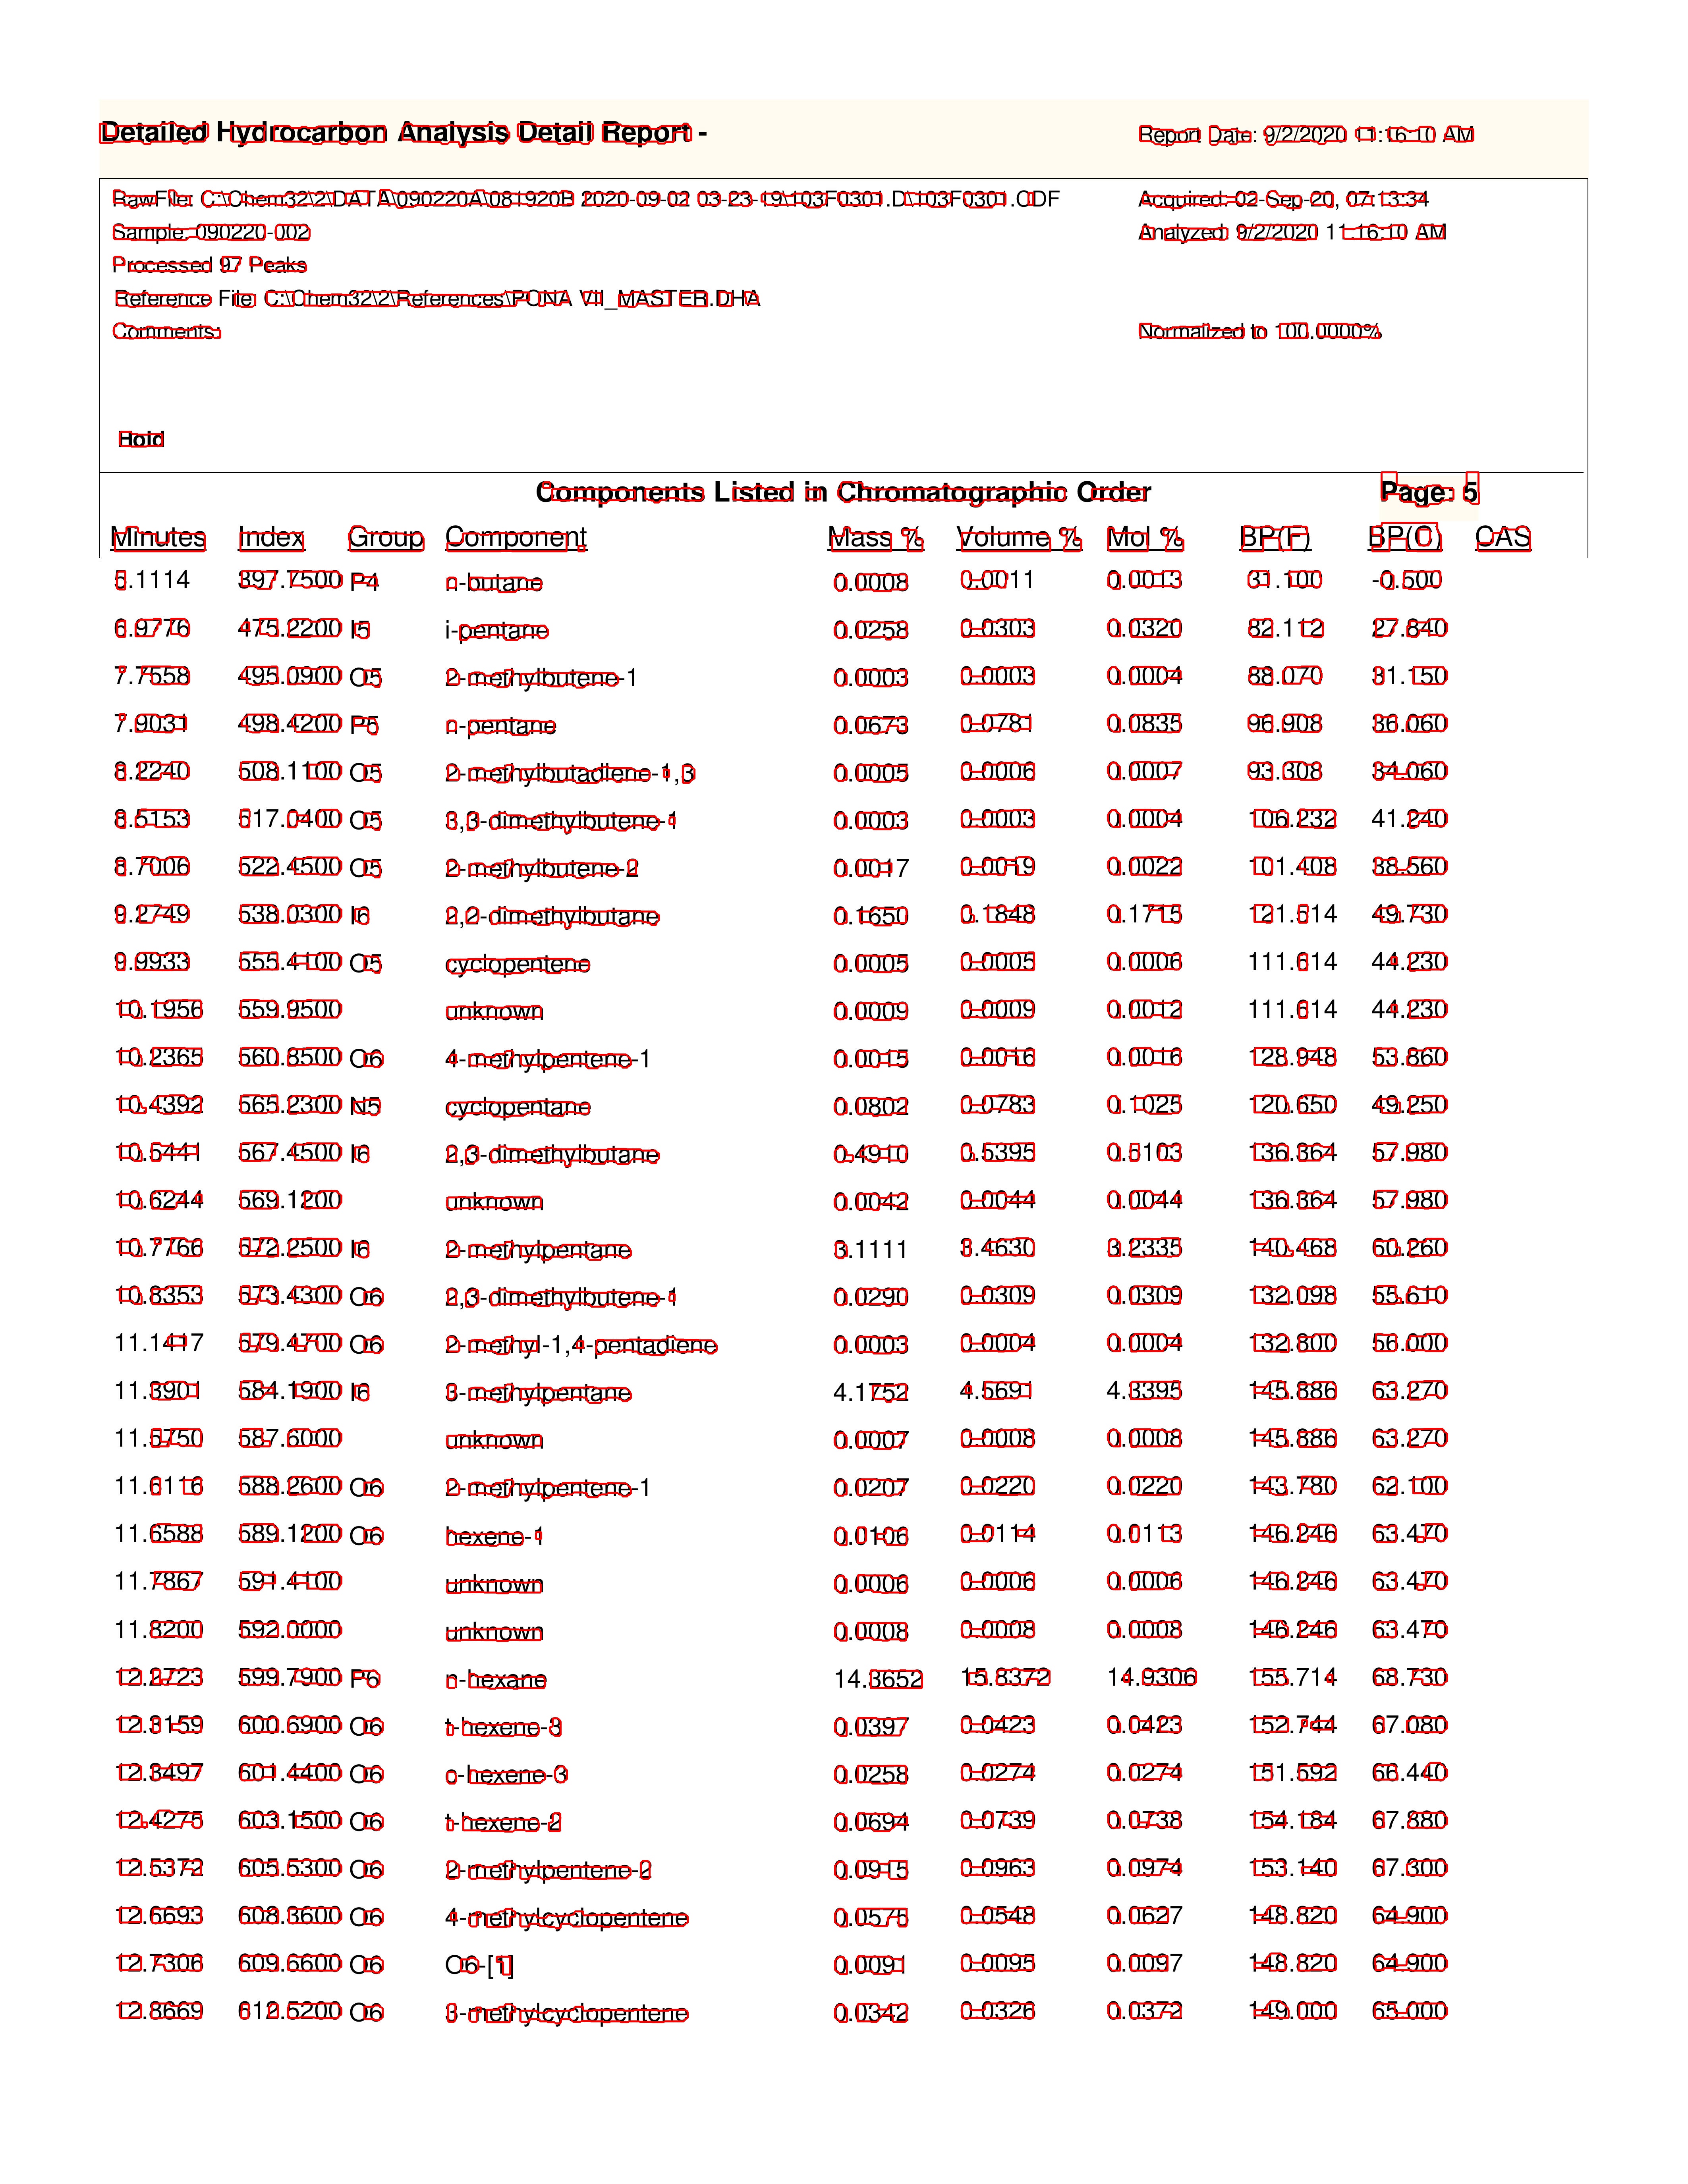 Detailed Hydrocarbon Analysis Detail Report -
Report Date: 9/2/2020 11:16:10 AM
RawFile: C:\Chem32\2\DATA\090220A\081920B 2020-09-02 03-23-19\103F0301.D\103F0301.CDF Acquired: 02-Sep-20, 07:13:34
Sample: 090220-002 Analyzed: 9/2/2020 11:16:10 AM
Processed 97 Peaks
Reference File: C:\Chem32\2\References\PONA VII_MASTER.DHA
Comments: Normalized to 100.0000%
Hold
Components Listed in Chromatographic Order Page: 5
Minutes Index Group Component Mass % Volume % Mol % BP(F) BP(C) CAS
5.1114 397.7500 P4 n-butane 0.0008 0.0011 0.0013 31.100 -0.500
6.9776 475.2200 I5 i-pentane 0.0258 0.0303 0.0320 82.112 27.840
7.7558 495.0900 O5 2-methylbutene-1 0.0003 0.0003 0.0004 88.070 31.150
7.9031 498.4200 P5 n-pentane 0.0673 0.0781 0.0835 96.908 36.060
8.2240 508.1100 O5 2-methylbutadiene-1,3 0.0005 0.0006 0.0007 93.308 34.060
8.5153 517.0400 O5 3,3-dimethylbutene-1 0.0003 0.0003 0.0004 106.232 41.240
8.7006 522.4500 O5 2-methylbutene-2 0.0017 0.0019 0.0022 101.408 38.560
9.2749 538.0300 I6 2,2-dimethylbutane 0.1650 0.1848 0.1715 121.514 49.730
9.9933 555.4100 O5 cyclopentene 0.0005 0.0005 0.0006 111.614 44.230
10.1956 559.9500 unknown 0.0009 0.0009 0.0012 111.614 44.230
10.2365 560.8500 O6 4-methylpentene-1 0.0015 0.0016 0.0016 128.948 53.860
10.4392 565.2300 N5 cyclopentane 0.0802 0.0783 0.1025 120.650 49.250
10.5441 567.4500 I6 2,3-dimethylbutane 0.4910 0.5395 0.5103 136.364 57.980
10.6244 569.1200 unknown 0.0042 0.0044 0.0044 136.364 57.980
10.7766 572.2500 I6 2-methylpentane 3.1111 3.4630 3.2335 140.468 60.260
10.8353 573.4300 O6 2,3-dimethylbutene-1 0.0290 0.0309 0.0309 132.098 55.610
11.1417 579.4700 O6 2-methyl-1,4-pentadiene 0.0003 0.0004 0.0004 132.800 56.000
11.3901 584.1900 I6 3-methylpentane 4.1752 4.5691 4.3395 145.886 63.270
11.5750 587.6000 unknown 0.0007 0.0008 0.0008 145.886 63.270
11.6116 588.2600 O6 2-methylpentene-1 0.0207 0.0220 0.0220 143.780 62.100
11.6588 589.1200 O6 hexene-1 0.0106 0.0114 0.0113 146.246 63.470
11.7867 591.4100 unknown 0.0006 0.0006 0.0006 146.246 63.470
11.8200 592.0000 unknown 0.0008 0.0008 0.0008 146.246 63.470
12.2723 599.7900 P6 n-hexane 14.3652 15.8372 14.9306 155.714 68.730
12.3159 600.6900 O6 t-hexene-3 0.0397 0.0423 0.0423 152.744 67.080
12.3497 601.4400 O6 c-hexene-3 0.0258 0.0274 0.0274 151.592 66.440
12.4275 603.1500 O6 t-hexene-2 0.0694 0.0739 0.0738 154.184 67.880
12.5372 605.5300 O6 2-methylpentene-2 0.0915 0.0963 0.0974 153.140 67.300
12.6693 608.3600 O6 4-methylcyclopentene 0.0575 0.0548 0.0627 148.820 64.900
12.7306 609.6600 O6 O6-[1] 0.0091 0.0095 0.0097 148.820 64.900
12.8669 612.5200 O6 3-methylcyclopentene 0.0342 0.0326 0.0372 149.000 65.000